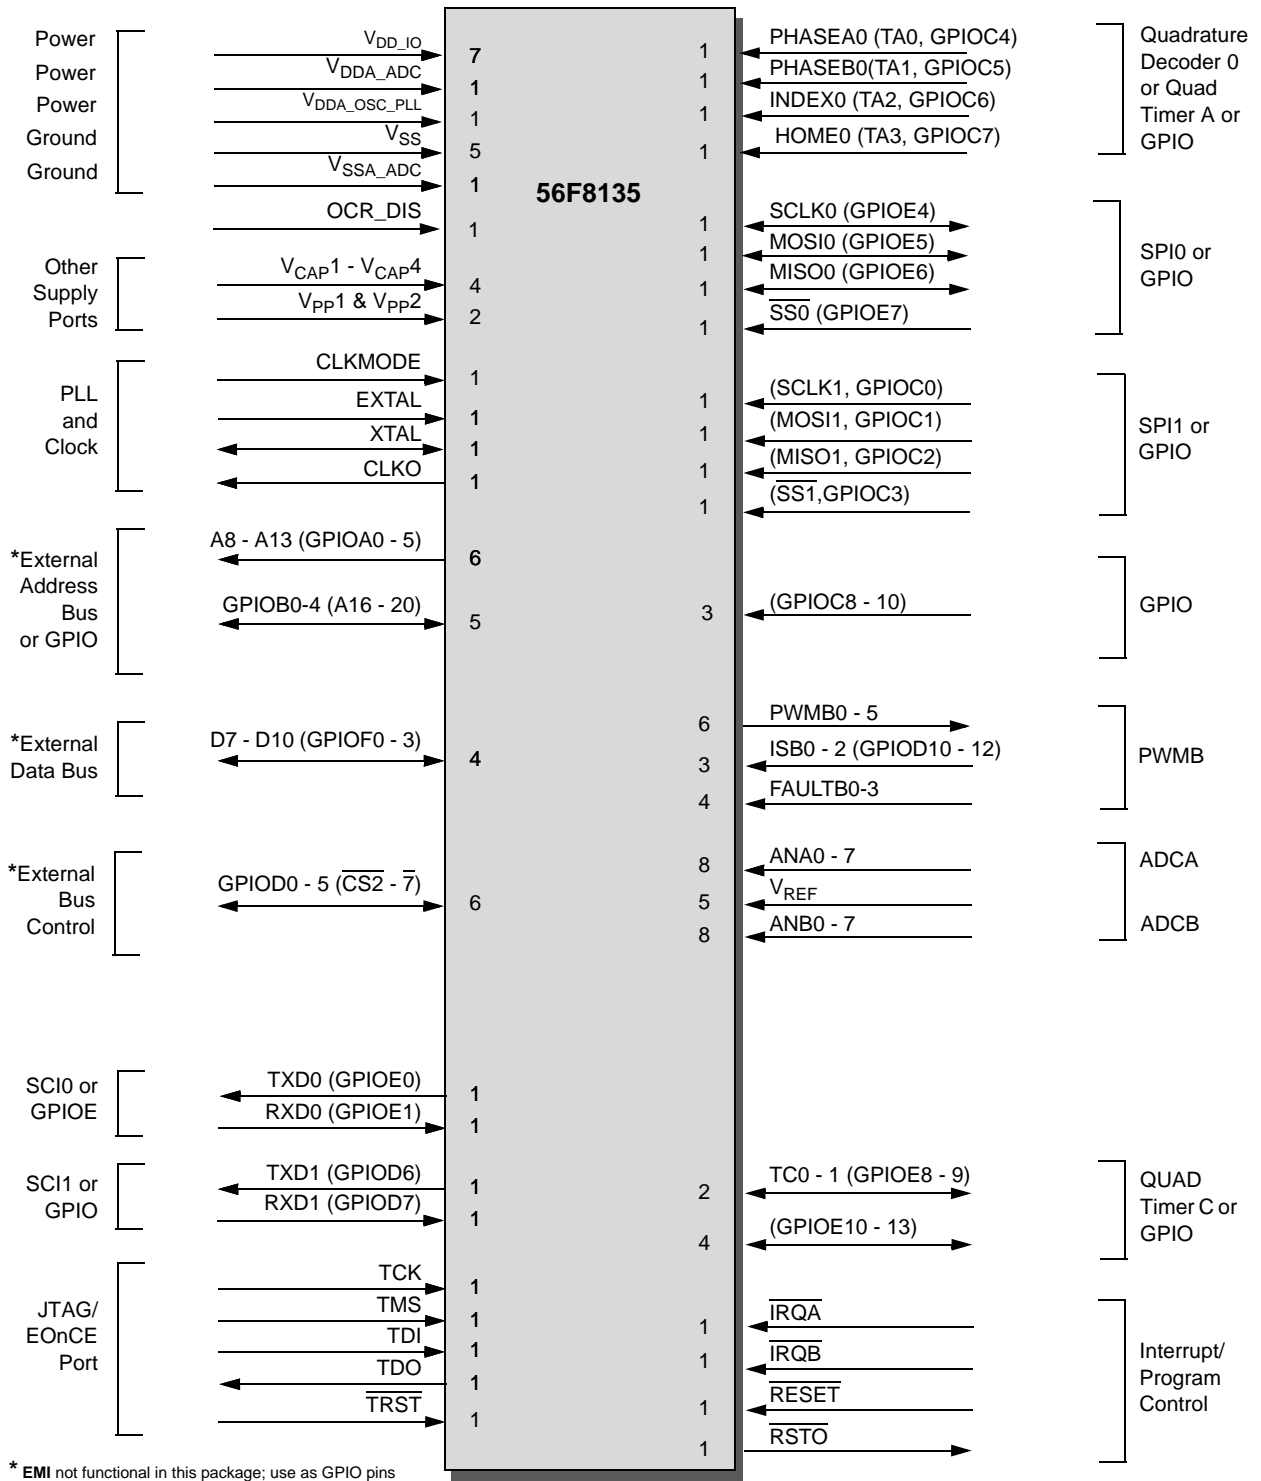 56F8135
Power
Power
Power
Ground
Ground
VDD_IO
7
VDDA_ADC
1
VDDA_OSC_PLL
1
VSS
5
VSSA_ADC
1
OCR_DIS
1
Other
Supply
Ports
VCAP1 - VCAP4
4
VPP1 & VPP2
2
PLL
and
Clock
CLKMODE
1
EXTAL
1
XTAL
1
CLKO
1
*External
Address
Bus
or GPIO
A8 - A13 (GPIOA0 - 5)
6
GPIOB0-4 (A16 - 20)
5
*External
Data Bus
D7 - D10 (GPIOF0 - 3)
4
*External
Bus
Control
GPIOD0 - 5 (CS2 - 7)
6
SCI0 or
GPIOE
TXD0 (GPIOE0)
1
RXD0 (GPIOE1)
1
SCI1 or
GPIO
TXD1 (GPIOD6)
1
RXD1 (GPIOD7)
1
JTAG/
EOnCE
Port
TCK
1
TMS
1
TDI
1
TDO
1
TRST
1
1
PHASEA0 (TA0, GPIOC4)
1
PHASEB0(TA1, GPIOC5)
1
INDEX0 (TA2, GPIOC6)
1
HOME0 (TA3, GPIOC7)
Quadrature
Decoder 0
or Quad
Timer A or
GPIO
1
SCLK0 (GPIOE4)
1
MOSI0 (GPIOE5)
1
MISO0 (GPIOE6)
1
SS0 (GPIOE7)
SPI0 or
GPIO
1
(SCLK1, GPIOC0)
1
(MOSI1, GPIOC1)
1
(MISO1, GPIOC2)
1
(SS1,GPIOC3)
SPI1 or
GPIO
3
(GPIOC8 - 10)
GPIO
6
PWMB0 - 5
3
ISB0 - 2 (GPIOD10 - 12)
4
FAULTB0-3
PWMB
8
ANA0 - 7
5
VREF
8
ANB0 - 7
ADCA
ADCB
2
TC0 - 1 (GPIOE8 - 9)
4
(GPIOE10 - 13)
QUAD
Timer C or
GPIO
1
IRQA
1
IRQB
1
RESET
1
RSTO
Interrupt/
Program
Control
* EMI not functional in this package; use as GPIO pins